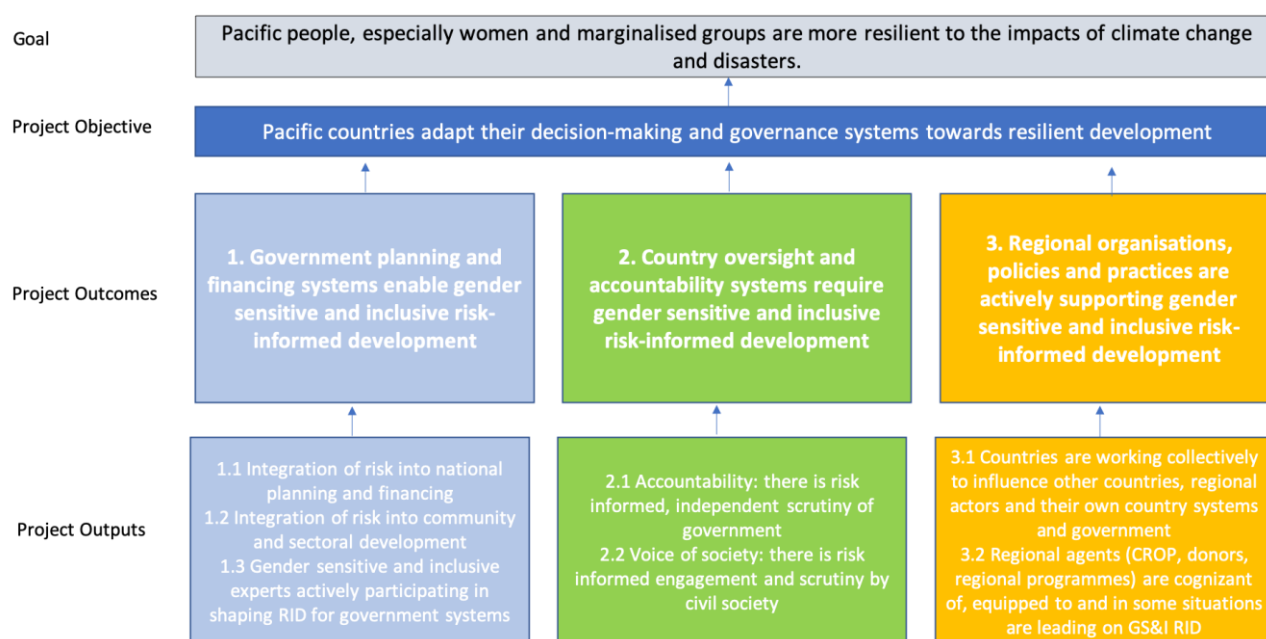 Goal
Pacific people, especially women and marginalised groups are more resilient to the impacts of climate change
and disasters.
Project Objective
Pacific countries adapt their decision-making and governance systems towards resilient development
Project Outcomes
1. Government planning and
financing systems enable gender
sensitive and inclusive risk-
informed development
2. Country oversight and
accountability systems require
gender sensitive and inclusive
risk-informed development
3. Regional organisations,
policies and practices are
actively supporting gender
sensitive and inclusive risk-
informed development
Project Outputs
1.1 Integration of risk into national
planning and financing
1.2 Integration of risk into community
and sectoral development
1.3 Gender sensitive and inclusive
experts actively participating in
shaping RID for government systems
2.1 Accountability: there is risk
informed, independent scrutiny of
government
2.2 Voice of society: there is risk
informed engagement and scrutiny by
civil society
3.1 Countries are working collectively
to influence other countries, regional
actors and their own country systems
and government
3.2 Regional agents (CROP, donors,
regional programmes) are cognizant
of, equipped to and in some situations
are leading on GS&I RID